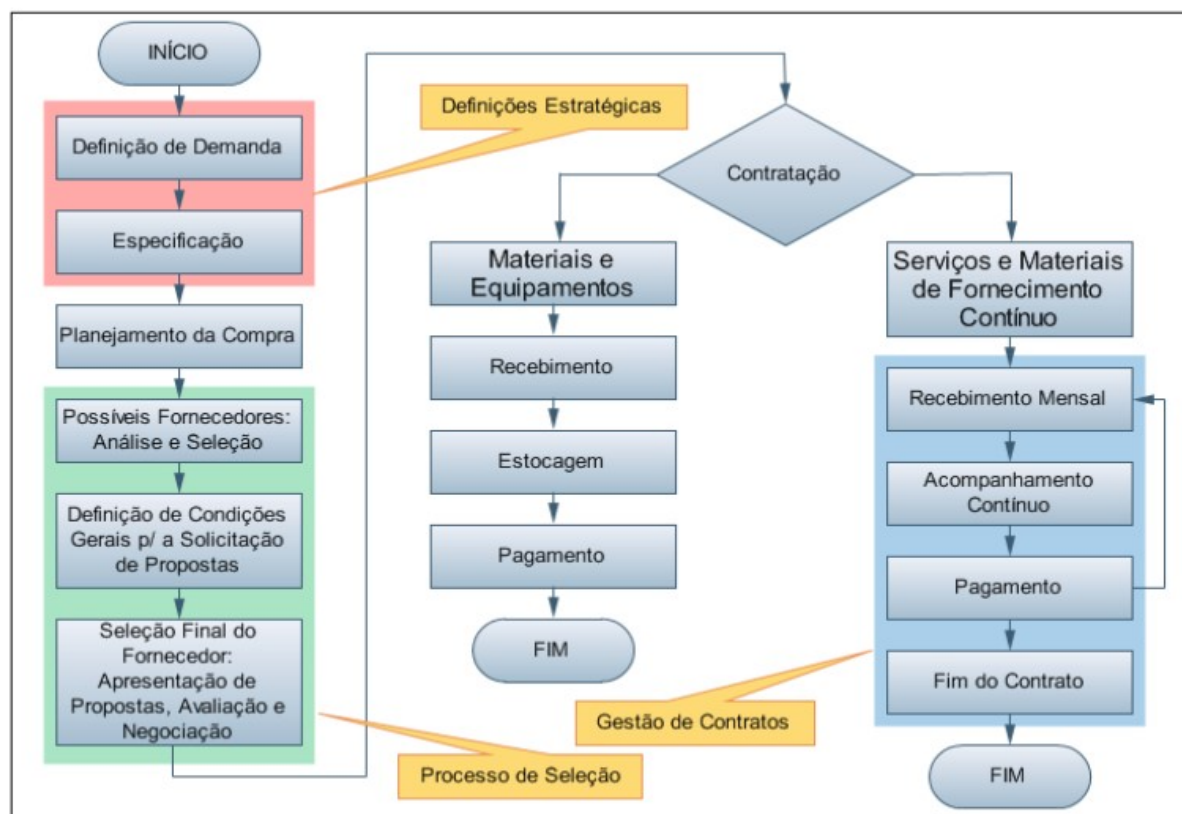 INÍCIO
Definição de Demanda
Especificação
Planejamento da Compra
Possíveis Fornecedores:
Análise e Seleção
Definição de Condições
Gerais p/ a Solicitação
de Propostas
Seleção Final do
Fornecedor:
Apresentação de
Propostas, Avaliação e
Negociação
Definições Estratégicas
Processo de Seleção
Contratação
Materiais e
Equipamentos
Recebimento
Estocagem
Pagamento
FIM
Serviços e Materiais
de Fornecimento
Contínuo
Recebimento Mensal
Acompanhamento
Contínuo
Pagamento
Fim do Contrato
Gestão de Contratos
FIM